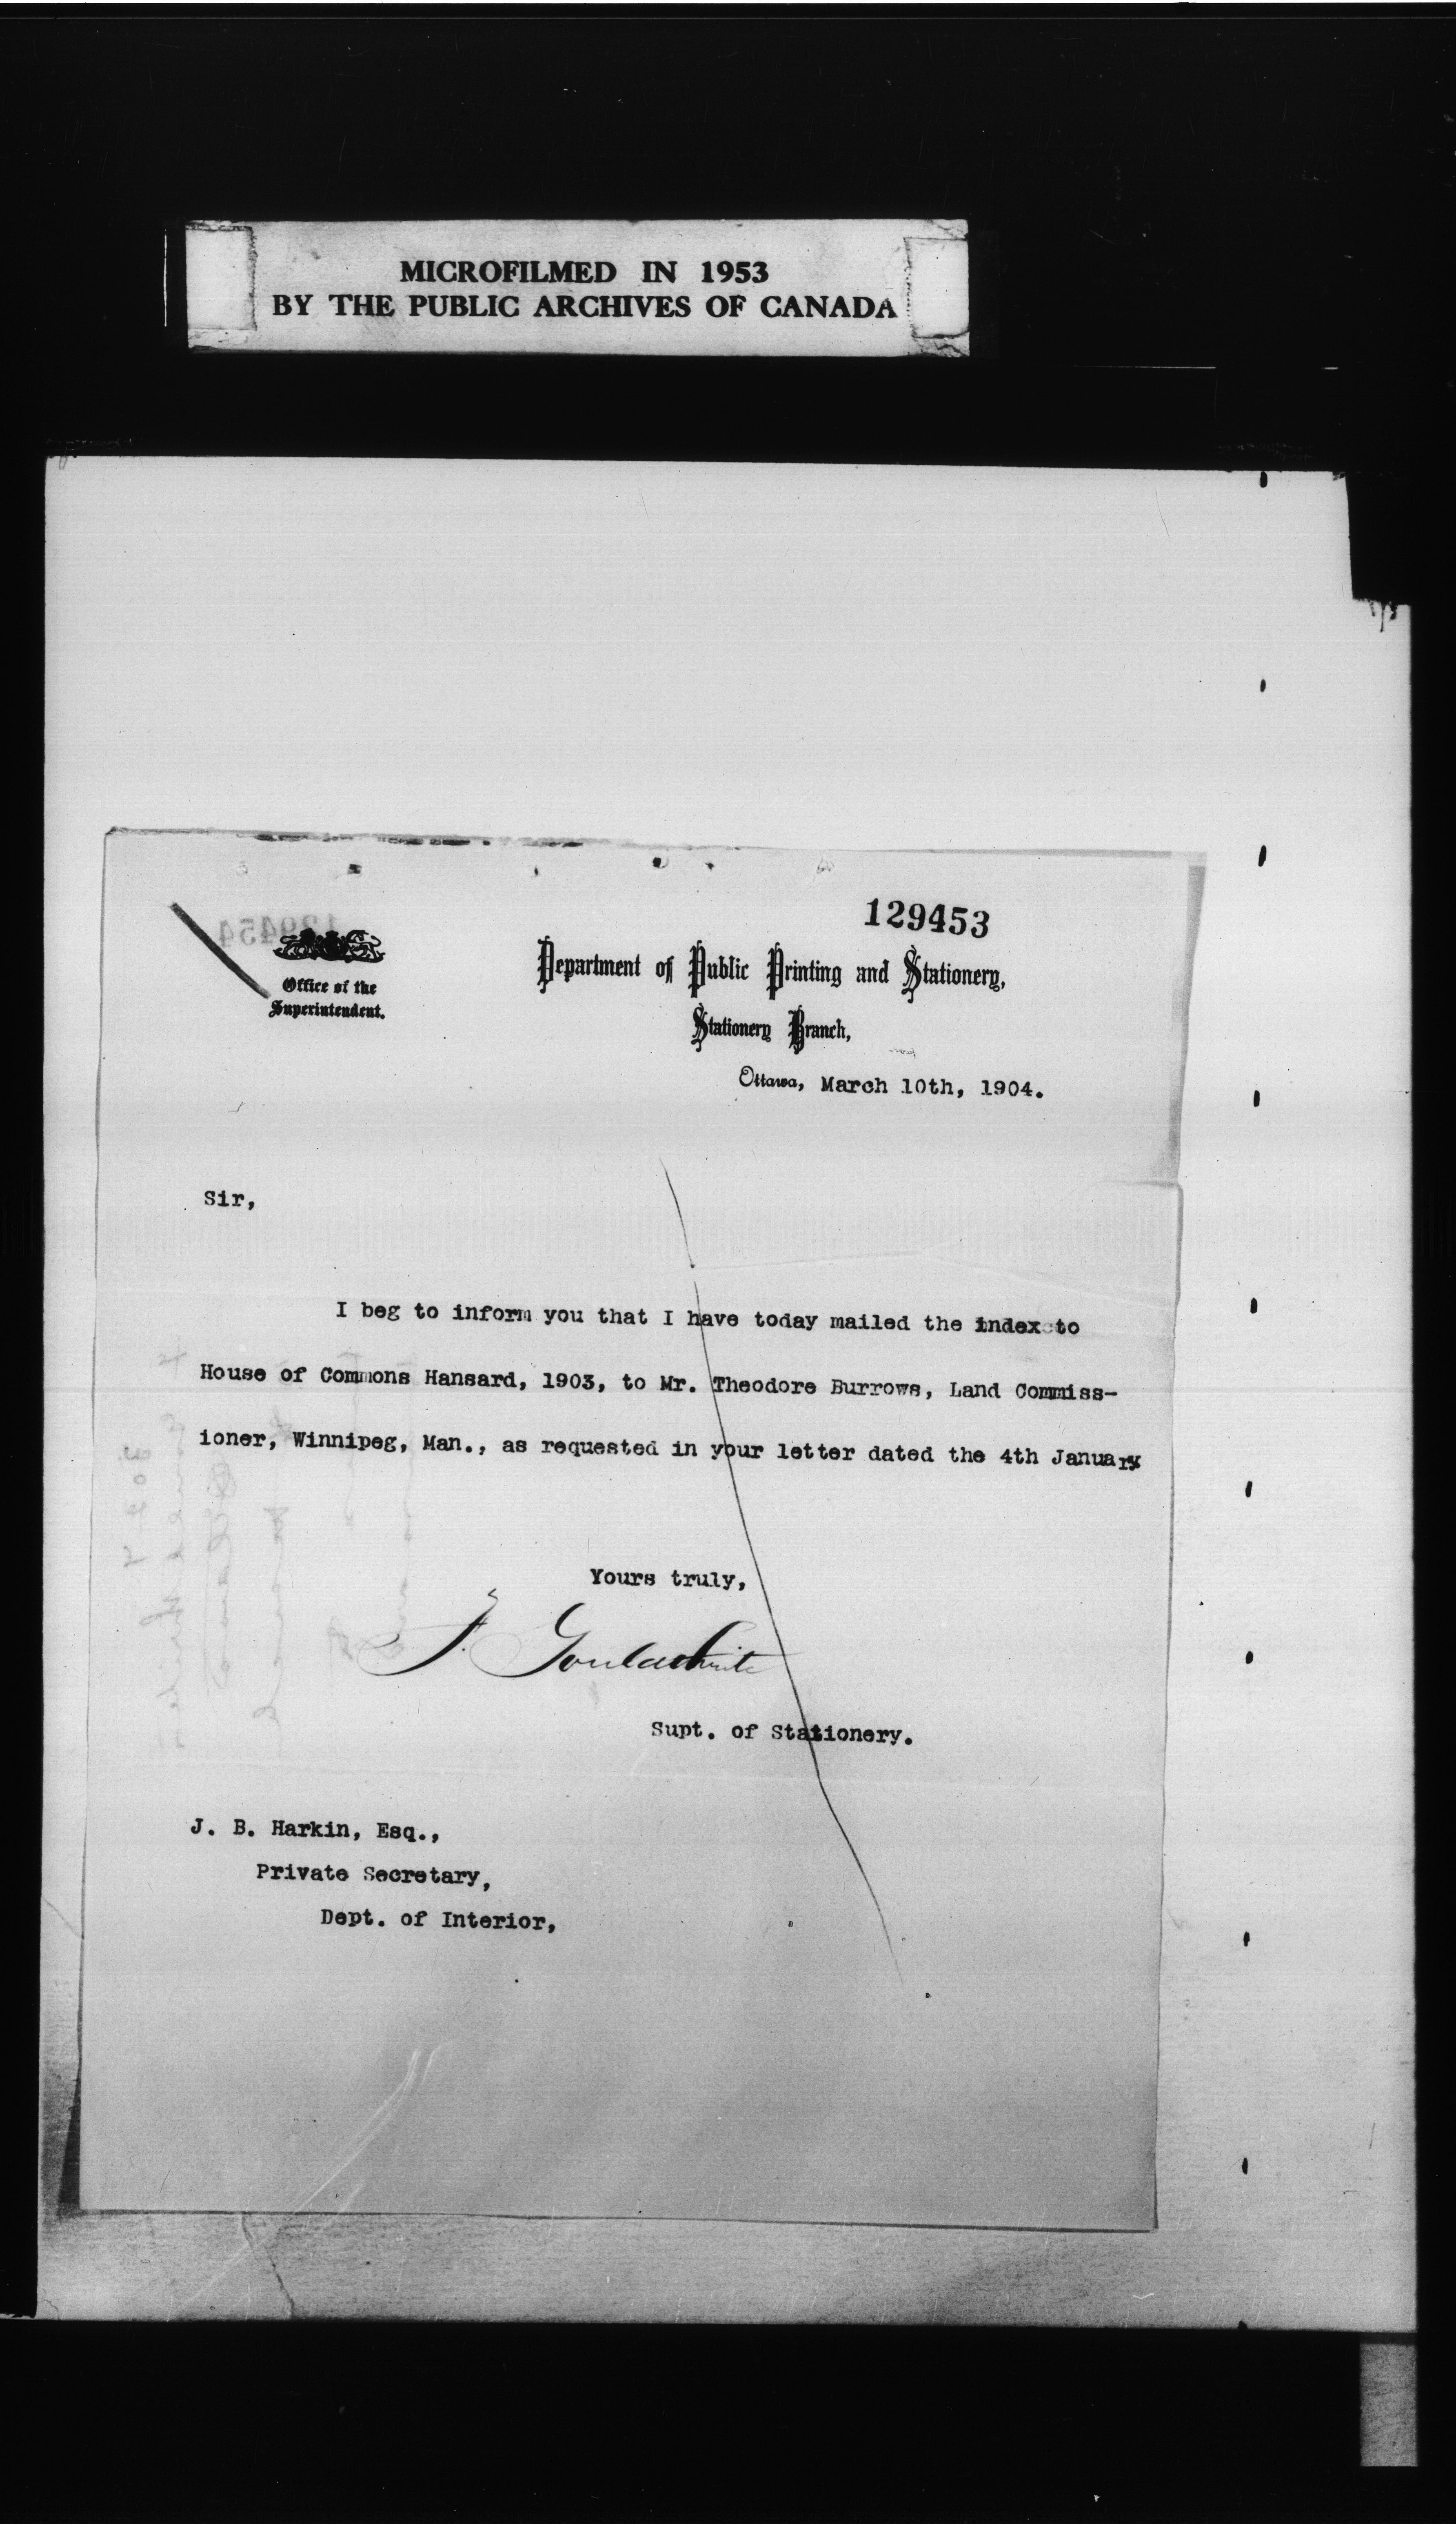 MICROFILMED IN 1953
BY THE PUBLIC ARCHIVES OF CANADA
129453
Office of the
Superintendent.
Department of Public Printing and Stationery,
Stationery Branch,
Ottawa, March 10th, 1904.
Sir,
I beg to inform you that I have today mailed the index to
House of Commons Hansard, 1903, to Mr. Theodore Burrows, Land Commiss-
ioner, Winnipeg, Man., as requested in your letter dated the 4th January
Yours truly,
Supt. of Stationery.
J. B. Harkin, Esq.,
Private Secretary,
Dept. of Interior,